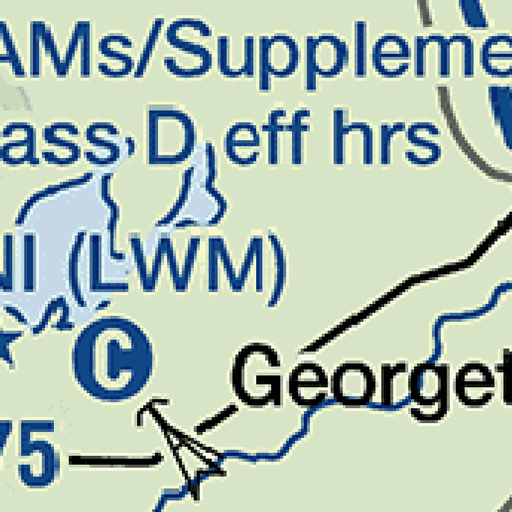 AMs/Suppleme
ass D eff hrs
NI (LWM)
C
Georget
75